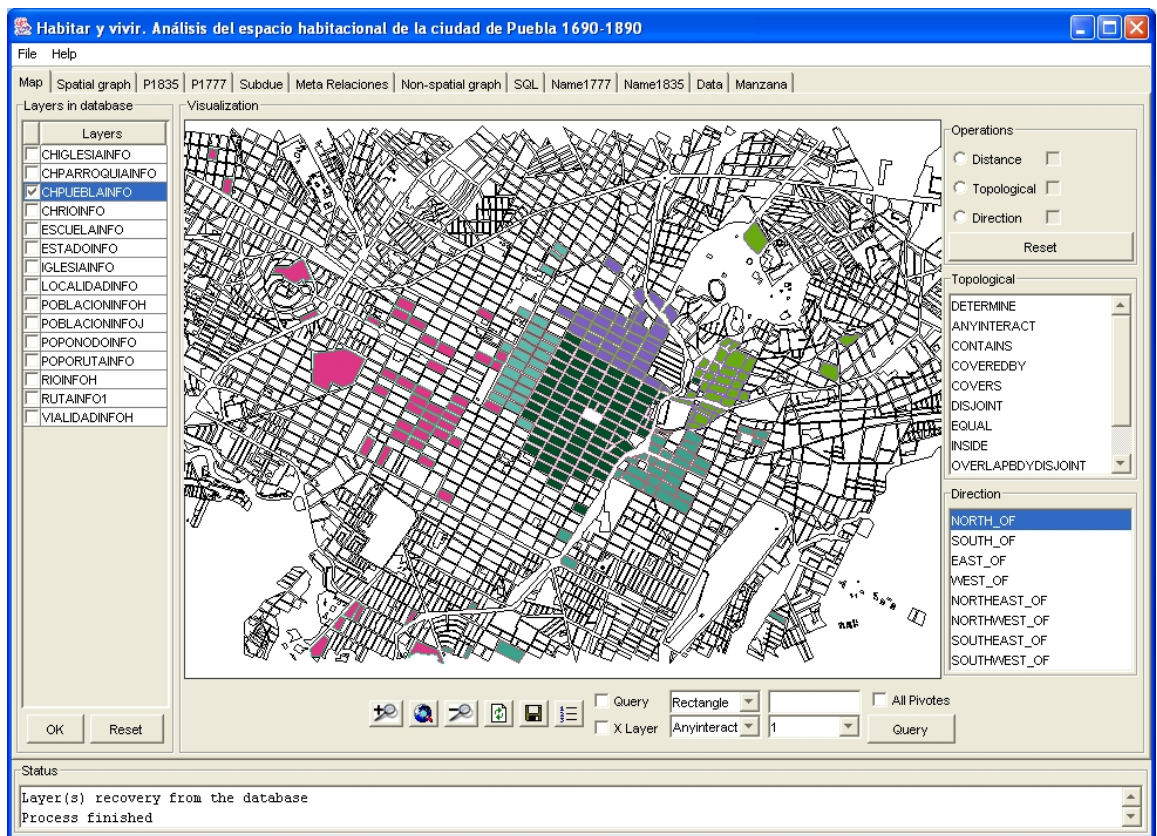 Habitar y vivir. Análisis del espacio habitacional de la ciudad de Puebla 1690-1890
File Help
Map Spatial graph P1835 P1777 Subdue Meta Relaciones Non-spatial graph SQL Name1777 Name1835 Data Manzana
Layers in database
Layers
CHIGLESIAINFO
CHPARROQUIAINFO
CHPUEBLAINFO
CHRIOINFO
ESCUELAINFO
ESTADOINFO
IGLESIAINFO
LOCALIDADINFO
POBLACIONINFOH
POBLACIONINFOJ
POPONODOINFO
POPORUTAINFO
RIOINFOH
RUTAINFO1
VIALIDADINFOH
OK Reset
Visualization
Query Rectangle All Pivotes
X Layer Anyinteract 1 Query
Operations
Distance
Topological
Direction
Reset
Topological
DETERMINE
ANYINTERACT
CONTAINS
COVEREDBY
COVERS
DISJOINT
EQUAL
INSIDE
OVERLAPBDYDISJOINT
Direction
NORTH_OF
SOUTH_OF
EAST_OF
WEST_OF
NORTHEAST_OF
NORTHWEST_OF
SOUTHEAST_OF
SOUTHWEST_OF
Status
Layer(s) recovery from the database
Process finished